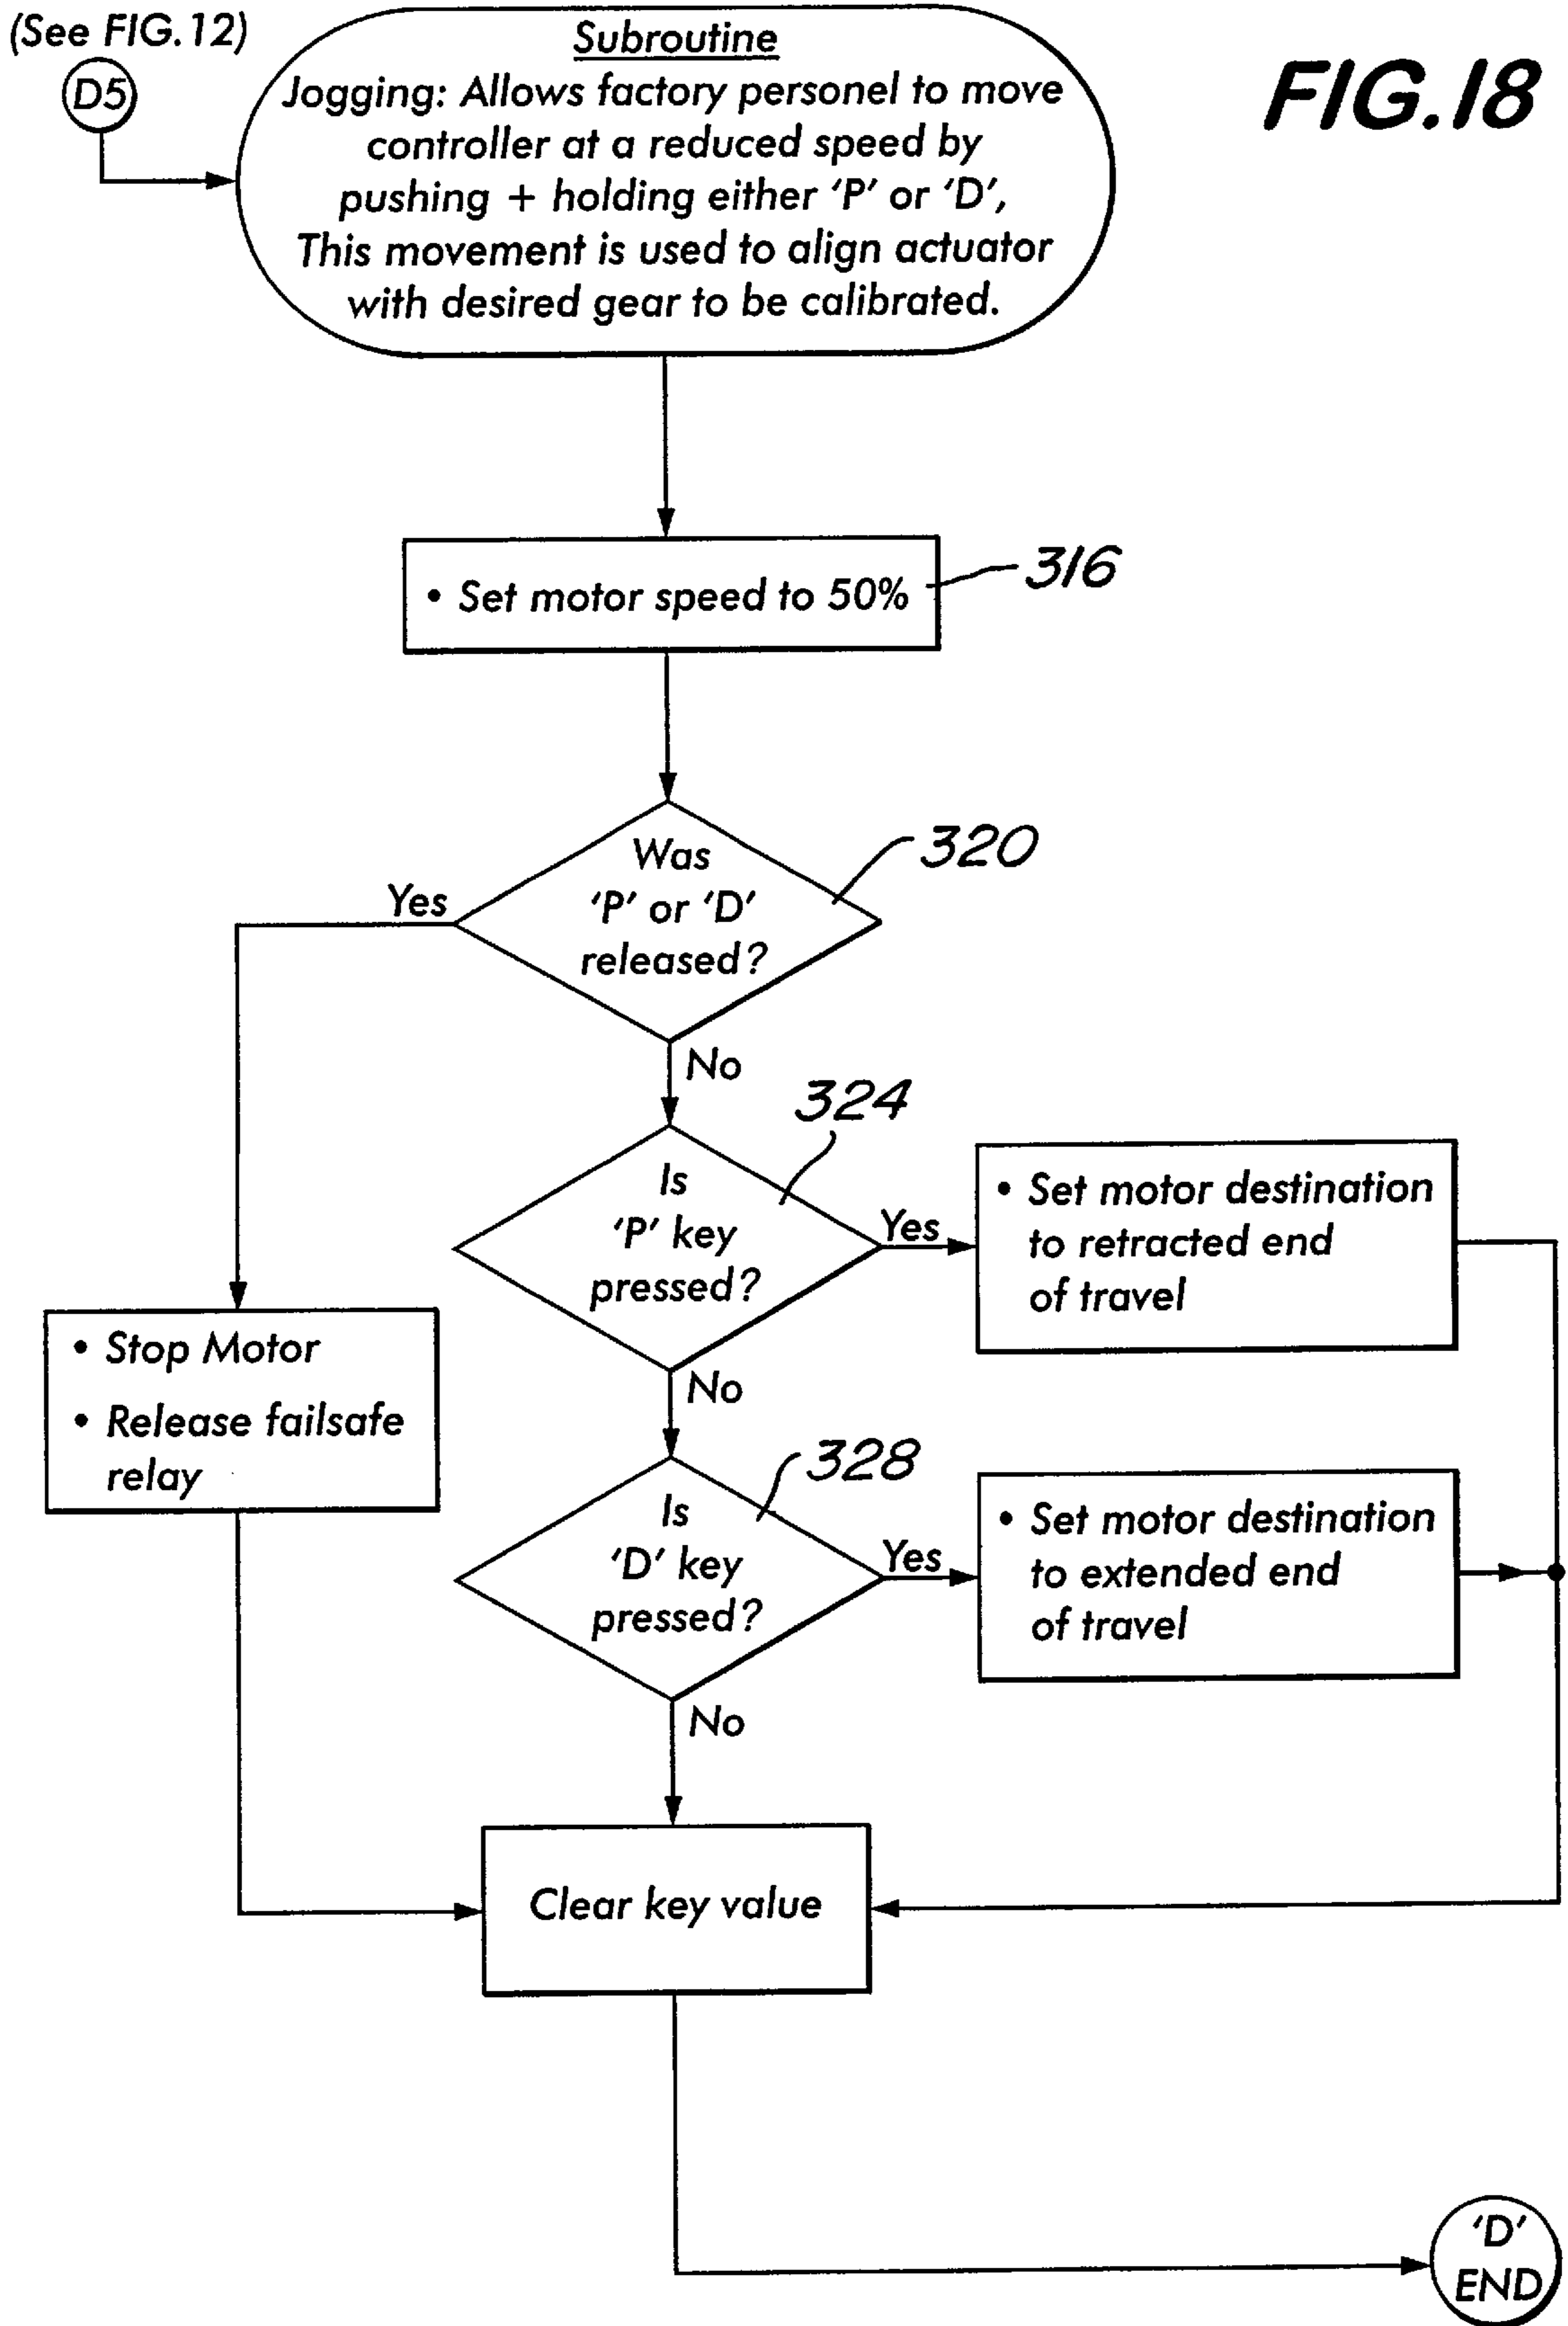 (See FIG.12)
D5
Subroutine
Jogging: Allows factory personel to move
controller at a reduced speed by
pushing + holding either 'P' or 'D',
This movement is used to align actuator
with desired gear to be calibrated.
FIG.18
• Set motor speed to 50%
316
Was
'P' or 'D'
released?
320
Yes
No
Is
'P' key
pressed?
324
Yes
• Set motor destination
to retracted end
of travel
No
• Stop Motor
• Release failsafe
relay
Is
'D' key
pressed?
328
Yes
• Set motor destination
to extended end
of travel
No
Clear key value
'D'
END